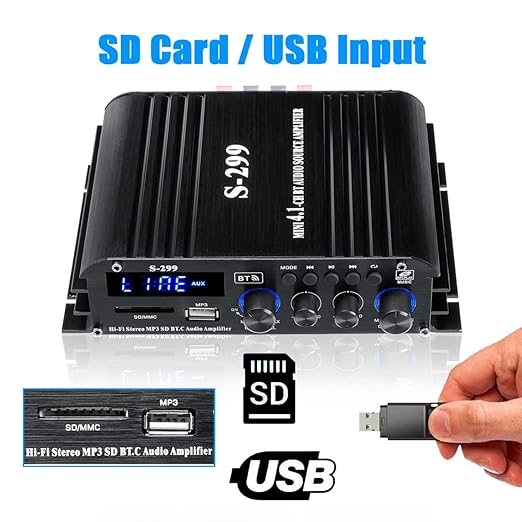 SD Card / USB Input
S-299
MINI 4.1-CH BT AUDIO SOURCE AMPLIFIER
S-299
LINE AUX
BT
MODE
MUSIC
SD/MMC
MP3
Hi-Fi Stereo MP3 SD BT.C Audio Amplifier
MP3
SD/MMC
Hi-Fi Stereo MP3 SD BT.C Audio Amplifier
SD
USB